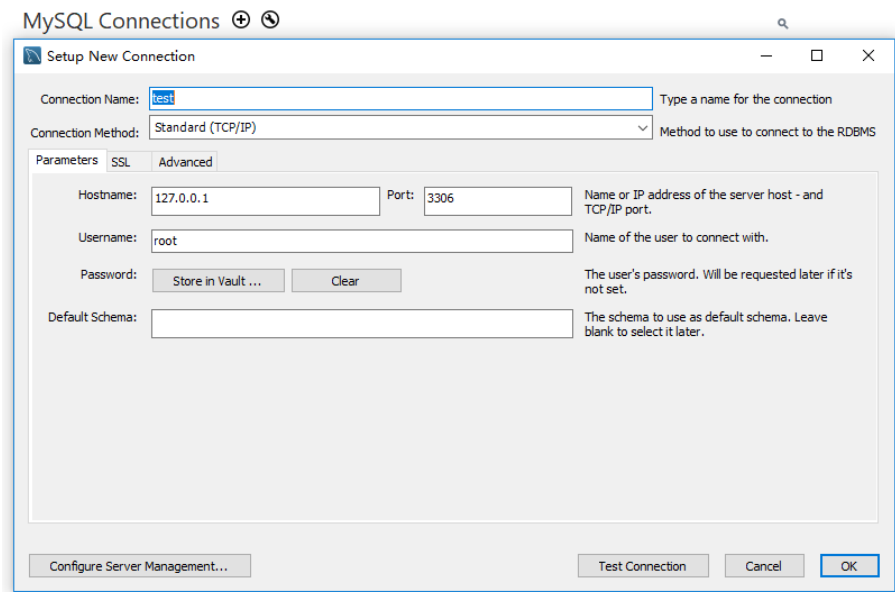 MySQL Connections
Setup New Connection
Connection Name: test Type a name for the connection
Connection Method: Standard (TCP/IP) Method to use to connect to the RDBMS
Parameters SSL Advanced
Hostname: 127.0.0.1 Port: 3306 Name or IP address of the server host - and
TCP/IP port.
Username: root Name of the user to connect with.
Password: Store in Vault ... Clear The user's password. Will be requested later if it's
not set.
Default Schema: The schema to use as default schema. Leave
blank to select it later.
Configure Server Management... Test Connection Cancel OK